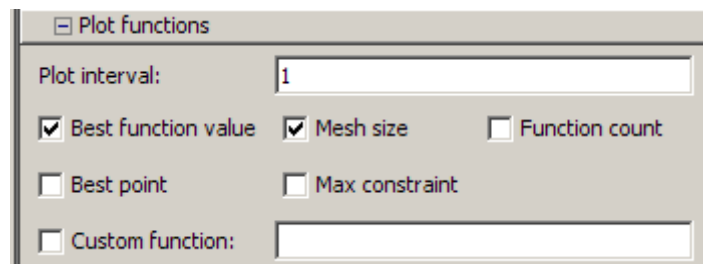 Plot functions
Plot interval: 1
Best function value Mesh size Function count
Best point Max constraint
Custom function: